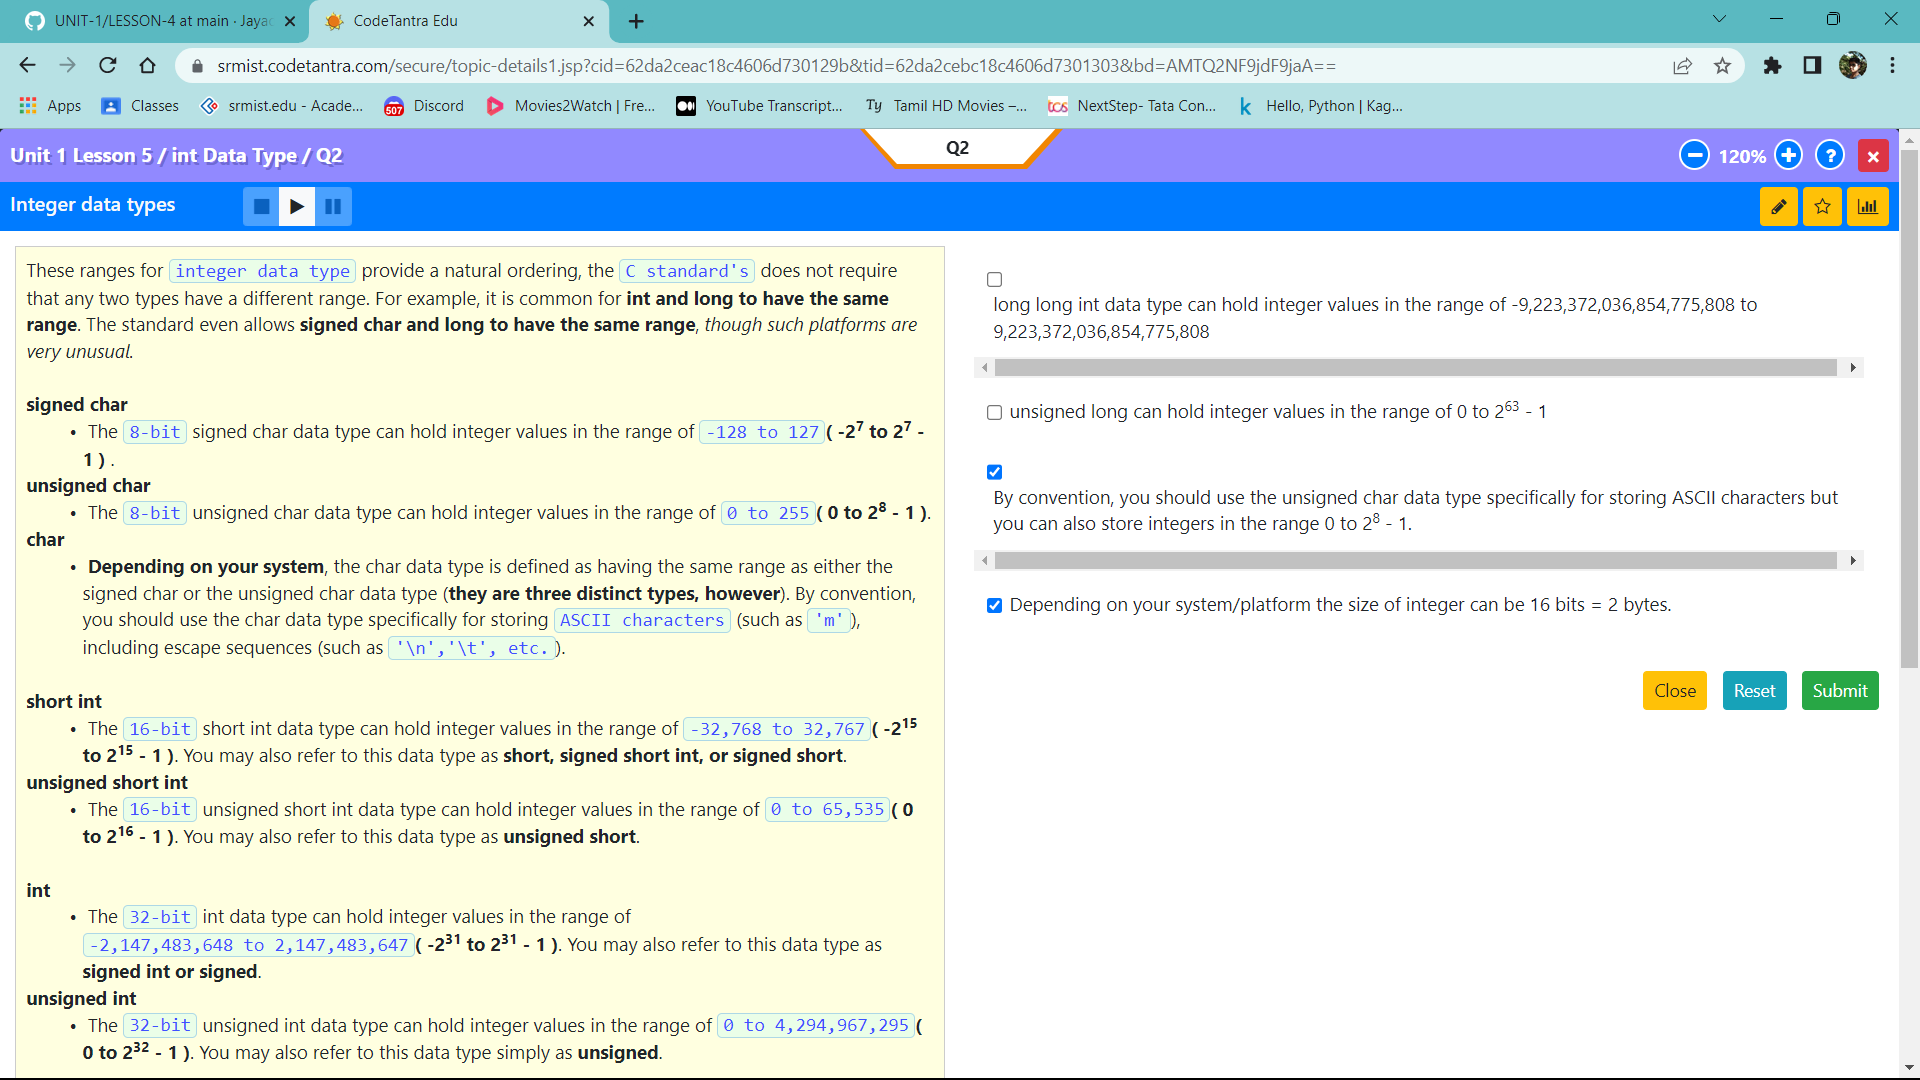 UNIT-1/LESSON-4 at main · Jayac
CodeTantra Edu
srmist.codetantra.com/secure/topic-details1.jsp?cid=62da2ceac18c4606d730129b&tid=62da2cebc18c4606d7301303&bd=AMTQ2NF9jdF9jaA==
Apps Classes srmist.edu - Acade... 607 Discord Movies2Watch | Fre... YouTube Transcript... Ty Tamil HD Movies –... tcs NextStep- Tata Con... k Hello, Python | Kag...
Unit 1 Lesson 5 / int Data Type / Q2
Q2
120%
?
Integer data types
These ranges for integer data type provide a natural ordering, the C standard's does not require
that any two types have a different range. For example, it is common for int and long to have the same
range. The standard even allows signed char and long to have the same range, though such platforms are
very unusual.
signed char
• The 8-bit signed char data type can hold integer values in the range of -128 to 127 ( -2⁷ to 2⁷ -
1 ) .
unsigned char
• The 8-bit unsigned char data type can hold integer values in the range of 0 to 255 ( 0 to 2⁸ - 1 ).
char
• Depending on your system, the char data type is defined as having the same range as either the
signed char or the unsigned char data type (they are three distinct types, however). By convention,
you should use the char data type specifically for storing ASCII characters (such as 'm'),
including escape sequences (such as '\n','\t', etc.).
short int
• The 16-bit short int data type can hold integer values in the range of -32,768 to 32,767 ( -2¹⁵
to 2¹⁵ - 1 ). You may also refer to this data type as short, signed short int, or signed short.
unsigned short int
• The 16-bit unsigned short int data type can hold integer values in the range of 0 to 65,535 ( 0
to 2¹⁶ - 1 ). You may also refer to this data type as unsigned short.
int
• The 32-bit int data type can hold integer values in the range of
-2,147,483,648 to 2,147,483,647 ( -2³¹ to 2³¹ - 1 ). You may also refer to this data type as
signed int or signed.
unsigned int
• The 32-bit unsigned int data type can hold integer values in the range of 0 to 4,294,967,295 (
0 to 2³² - 1 ). You may also refer to this data type simply as unsigned.
long long int data type can hold integer values in the range of -9,223,372,036,854,775,808 to
9,223,372,036,854,775,808
unsigned long can hold integer values in the range of 0 to 2⁶³ - 1
By convention, you should use the unsigned char data type specifically for storing ASCII characters but
you can also store integers in the range 0 to 2⁸ - 1.
Depending on your system/platform the size of integer can be 16 bits = 2 bytes.
Close Reset Submit